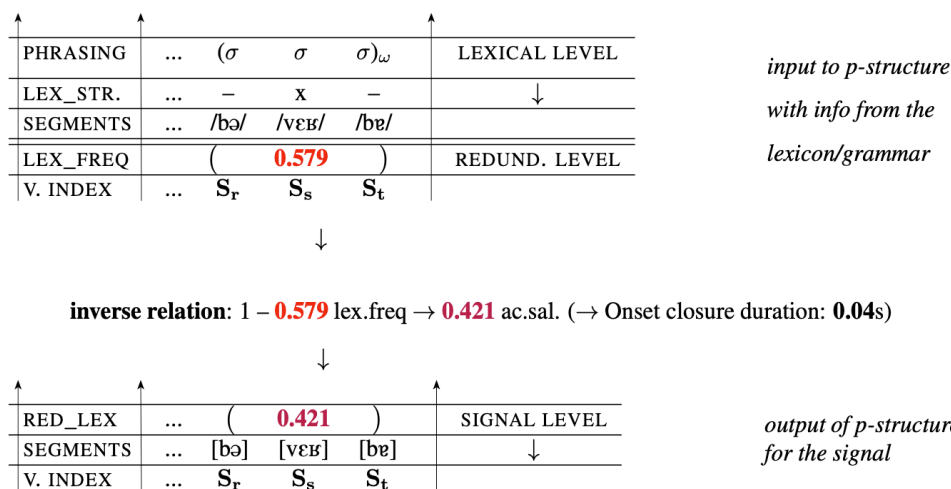 PHRASING ... (σ σ σ)ω LEXICAL LEVEL
input to p-structure
LEX_STR. ... – x – ↓
with info from the
SEGMENTS ... /bə/ /vɛʁ/ /bɐ/
LEX_FREQ ( 0.579 ) REDUND. LEVEL
lexicon/grammar
V. INDEX ... Sr Ss St
↓
inverse relation: 1 – 0.579 lex.freq → 0.421 ac.sal. (→ Onset closure duration: 0.04s)
↓
RED_LEX ... ( 0.421 ) SIGNAL LEVEL
output of p-structure
SEGMENTS ... [bə] [vɛʁ] [bɐ] ↓
for the signal
V. INDEX ... Sr Ss St